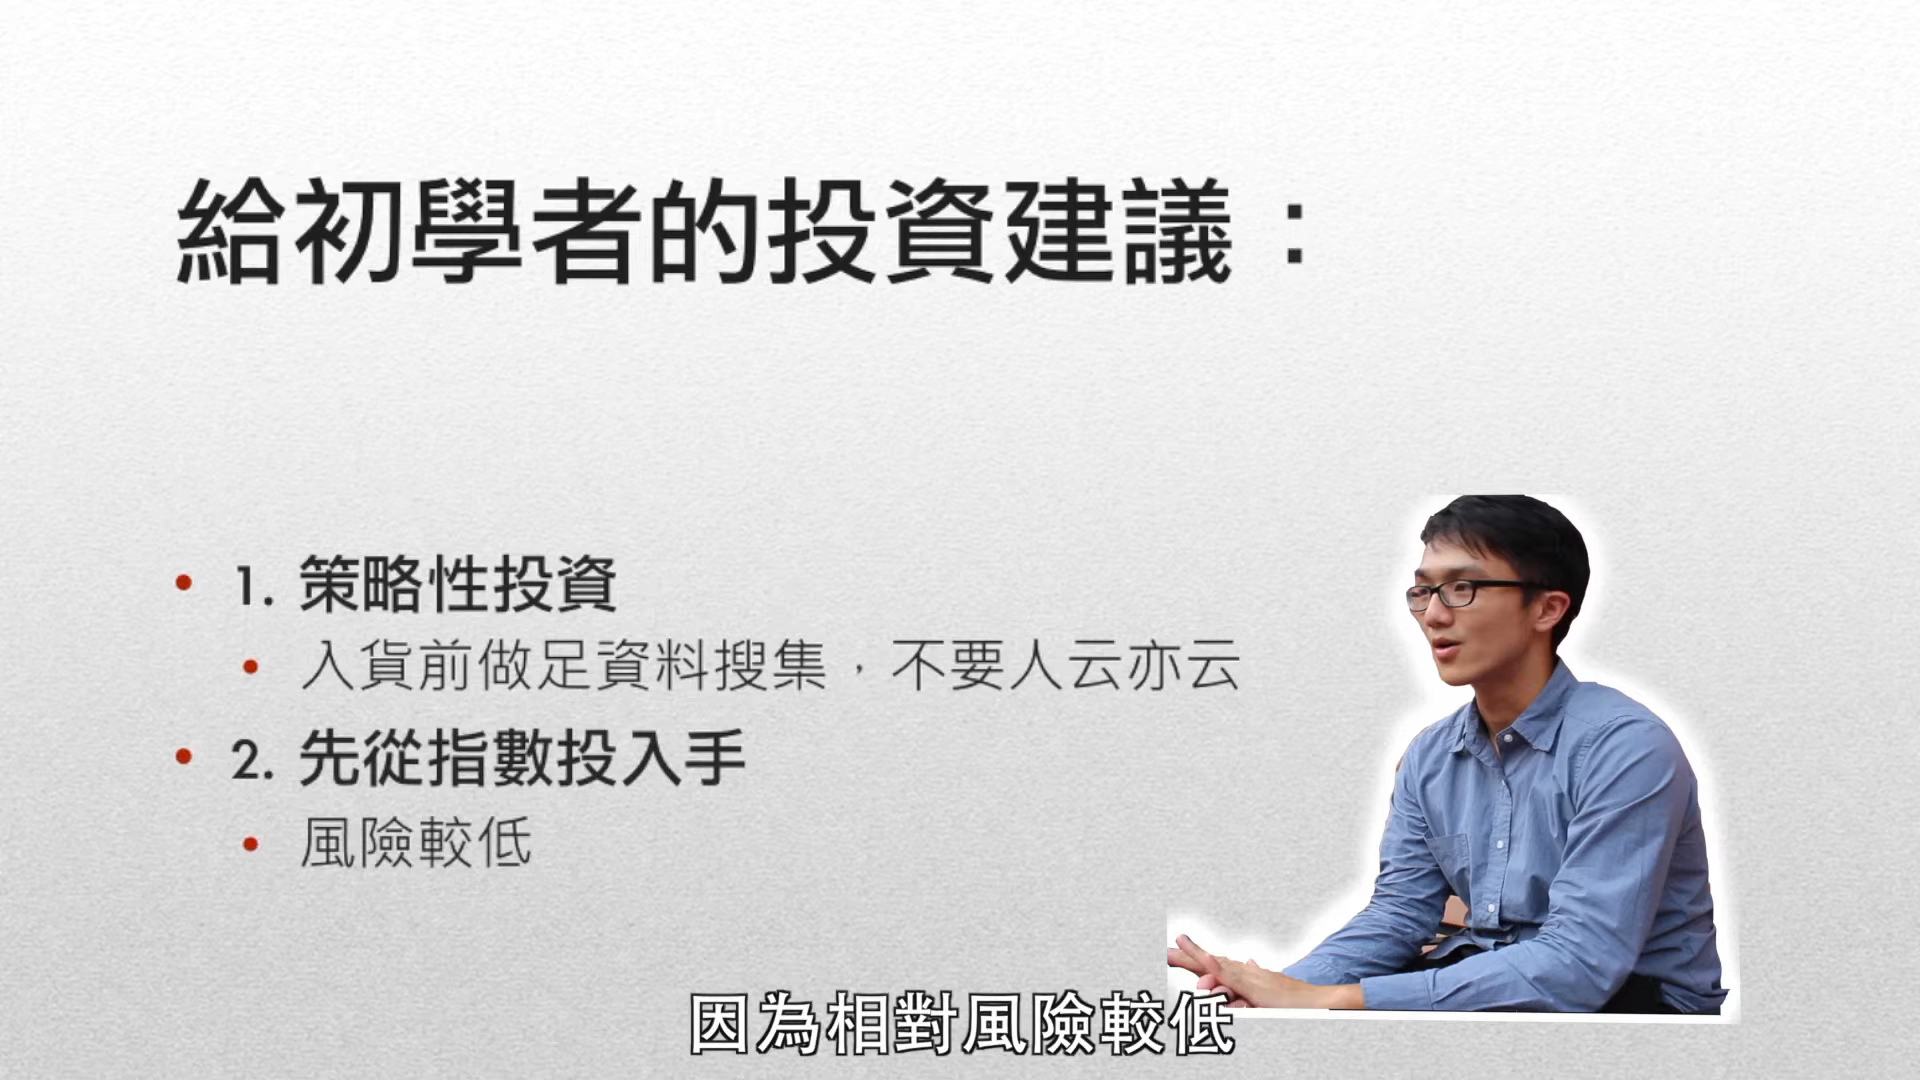 給初學者的投資建議：
• 1. 策略性投資
• 入貨前做足資料搜集，不要人云亦云
• 2. 先從指數投入手
• 風險較低
因為相對風險較低